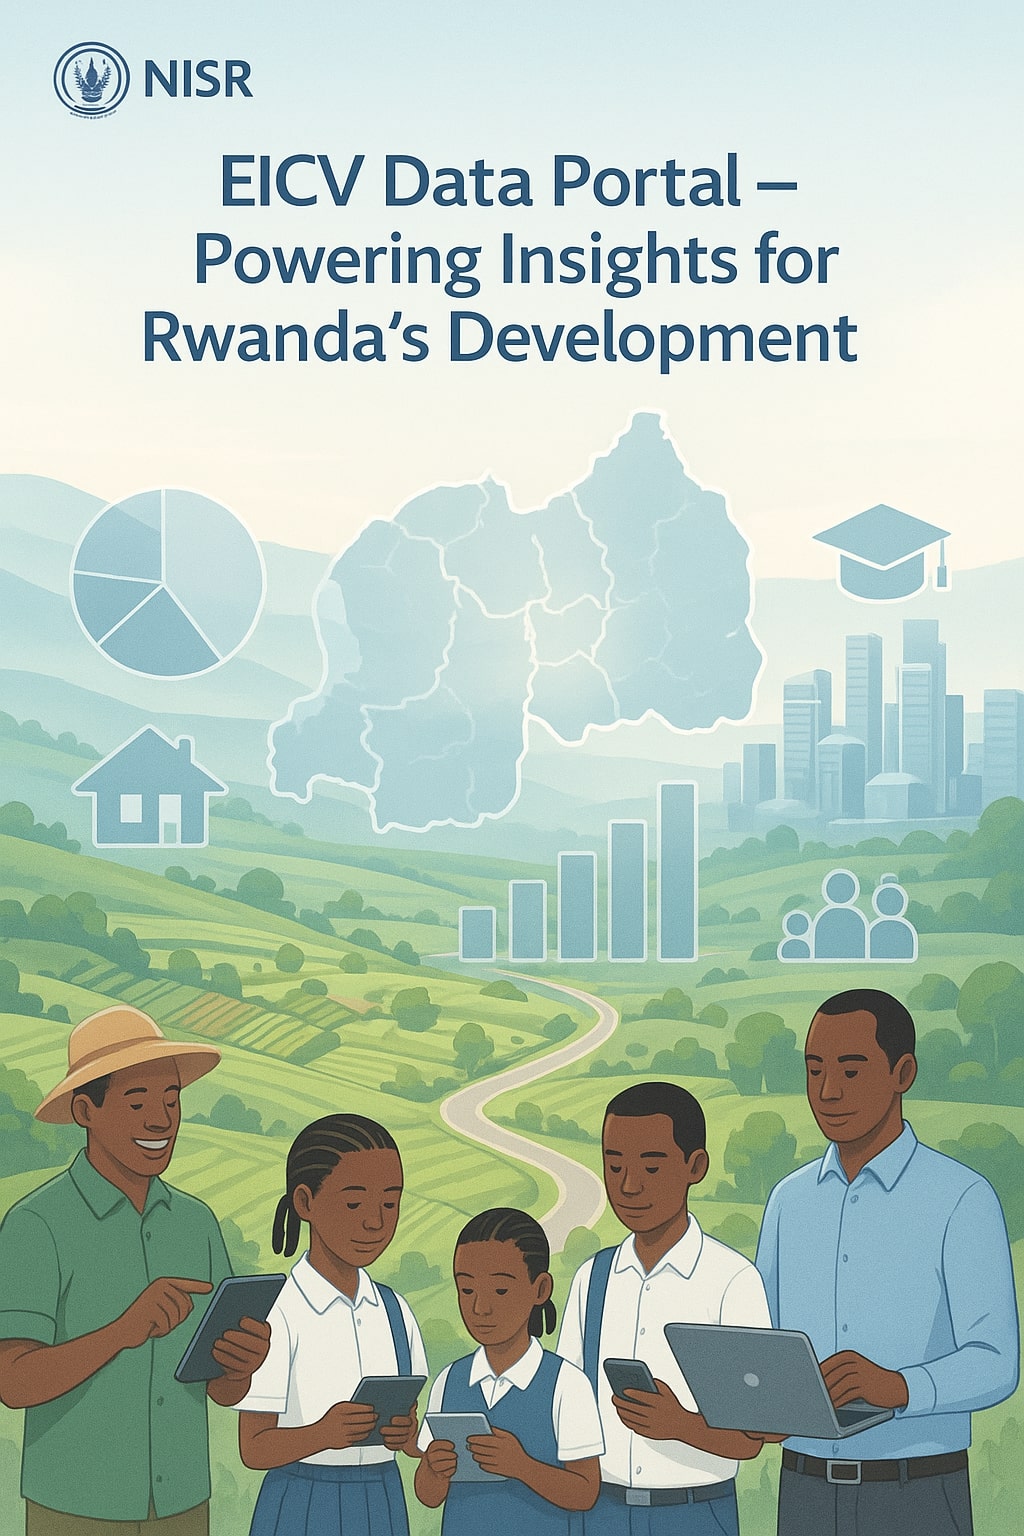 NISR
EICV Data Portal –
Powering Insights for
Rwanda's Development